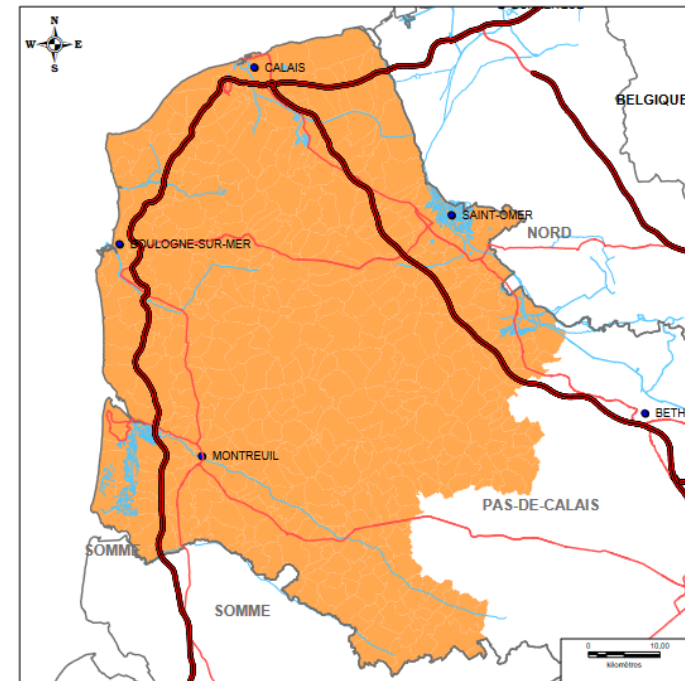 N
W E
S
CALAIS
BELGIQUE
SAINT-OMER
NORD
BOULOGNE-SUR-MER
BETH
MONTREUIL
PAS-DE-CALAIS
SOMME
SOMME
0 10,00
kilomètres